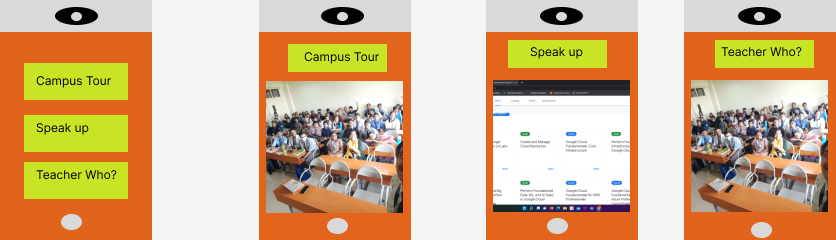 Campus Tour
Speak up
Teacher Who?
Campus Tour
Speak up
Create and Manage
Cloud Resources
Google Cloud
Fundamentals: Core
Infrastructure
Perform Foundational
Data, ML, and AI Tasks
in Google Cloud
Google Cloud
Fundamentals for AWS
Professionals
Teacher Who?